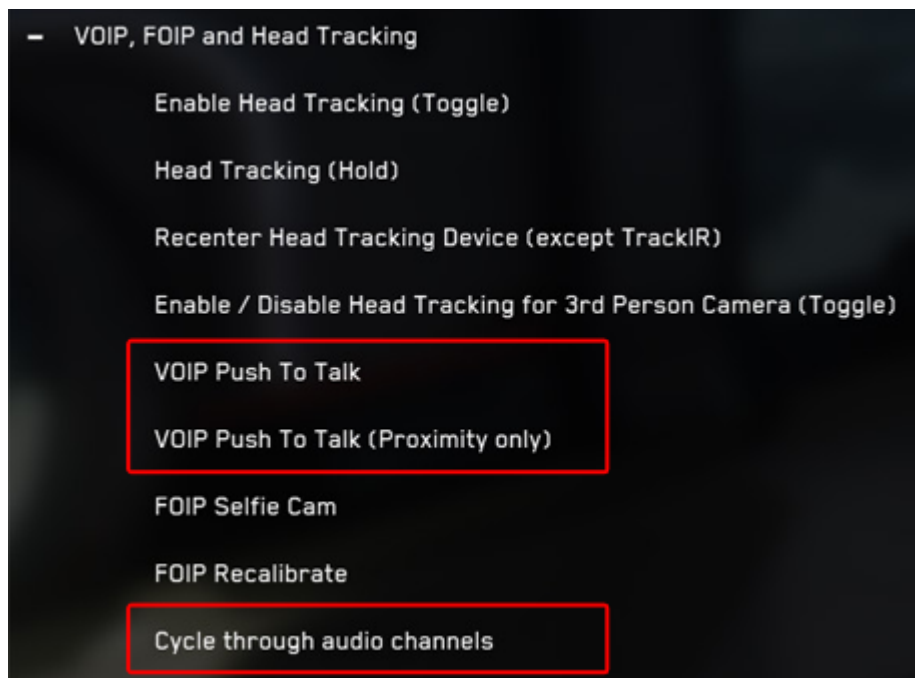 VOIP, FOIP and Head Tracking
Enable Head Tracking (Toggle)
Head Tracking (Hold)
Recenter Head Tracking Device (except TrackIR)
Enable / Disable Head Tracking for 3rd Person Camera (Toggle)
VOIP Push To Talk
VOIP Push To Talk (Proximity only)
FOIP Selfie Cam
FOIP Recalibrate
Cycle through audio channels